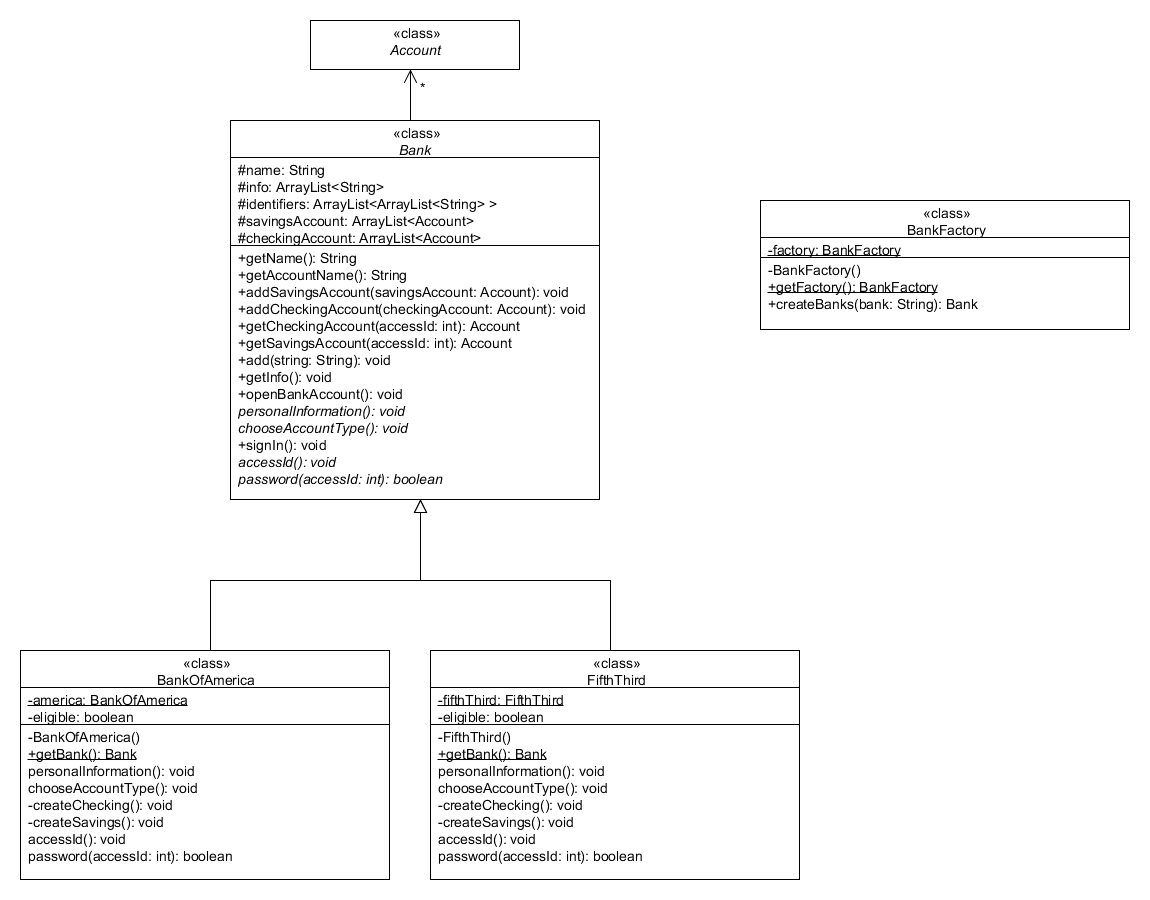 «class»
Account
*
«class»
Bank
#name: String
#info: ArrayList<String>
#identifiers: ArrayList<ArrayList<String> >
#savingsAccount: ArrayList<Account>
#checkingAccount: ArrayList<Account>
+getName(): String
+getAccountName(): String
+addSavingsAccount(savingsAccount: Account): void
+addCheckingAccount(checkingAccount: Account): void
+getCheckingAccount(accessId: int): Account
+getSavingsAccount(accessId: int): Account
+add(string: String): void
+getInfo(): void
+openBankAccount(): void
personalInformation(): void
chooseAccountType(): void
+signIn(): void
accessId(): void
password(accessId: int): boolean
«class»
BankFactory
-factory: BankFactory
-BankFactory()
+getFactory(): BankFactory
+createBanks(bank: String): Bank
«class»
BankOfAmerica
-america: BankOfAmerica
-eligible: boolean
-BankOfAmerica()
+getBank(): Bank
personalInformation(): void
chooseAccountType(): void
-createChecking(): void
-createSavings(): void
accessId(): void
password(accessId: int): boolean
«class»
FifthThird
-fifthThird: FifthThird
-eligible: boolean
-FifthThird()
+getBank(): Bank
personalInformation(): void
chooseAccountType(): void
-createChecking(): void
-createSavings(): void
accessId(): void
password(accessId: int): boolean